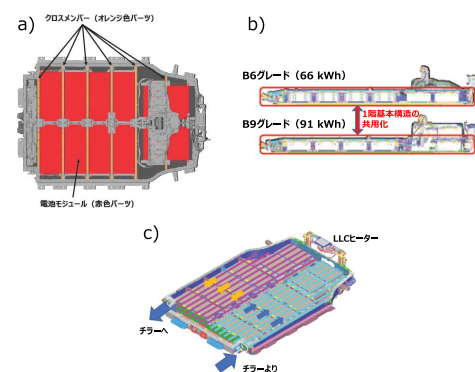 a)
クロスメンバー（オレンジ色パーツ）
電池モジュール（赤色パーツ）
b)
B6グレード（66 kWh）
1階基本構造の
共用化
B9グレード（91 kWh）
c)
LLCヒーター
チラーへ
チラーより